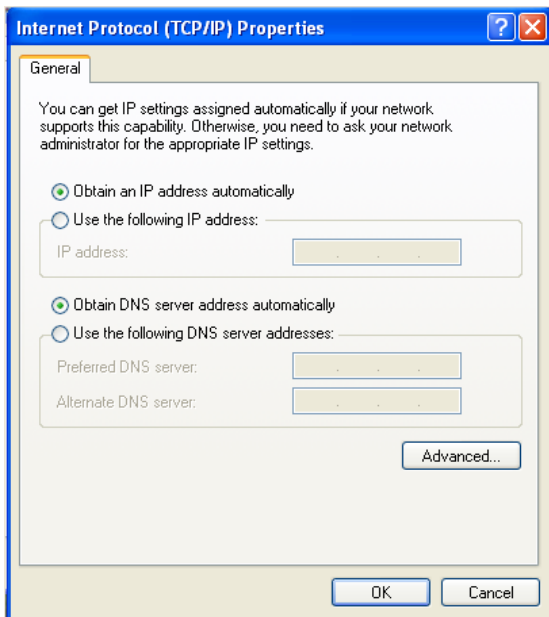 Internet Protocol (TCP/IP) Properties
General
You can get IP settings assigned automatically if your network
supports this capability. Otherwise, you need to ask your network
administrator for the appropriate IP settings.
Obtain an IP address automatically
Use the following IP address:
IP address:
Obtain DNS server address automatically
Use the following DNS server addresses:
Preferred DNS server:
Alternate DNS server:
Advanced...
OK
Cancel